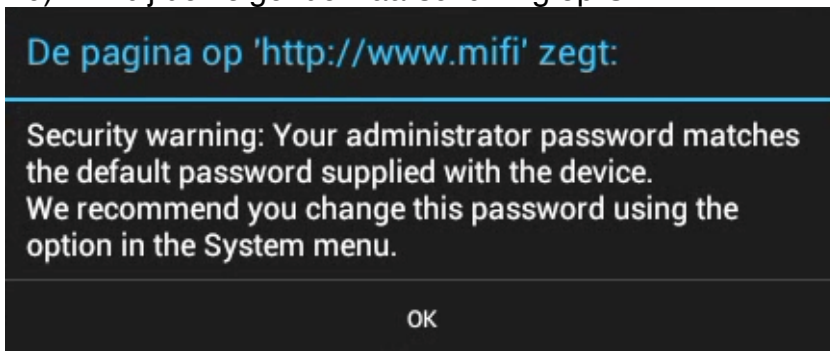 De pagina op 'http://www.mifi' zegt:
Security warning: Your administrator password matches
the default password supplied with the device.
We recommend you change this password using the
option in the System menu.
OK